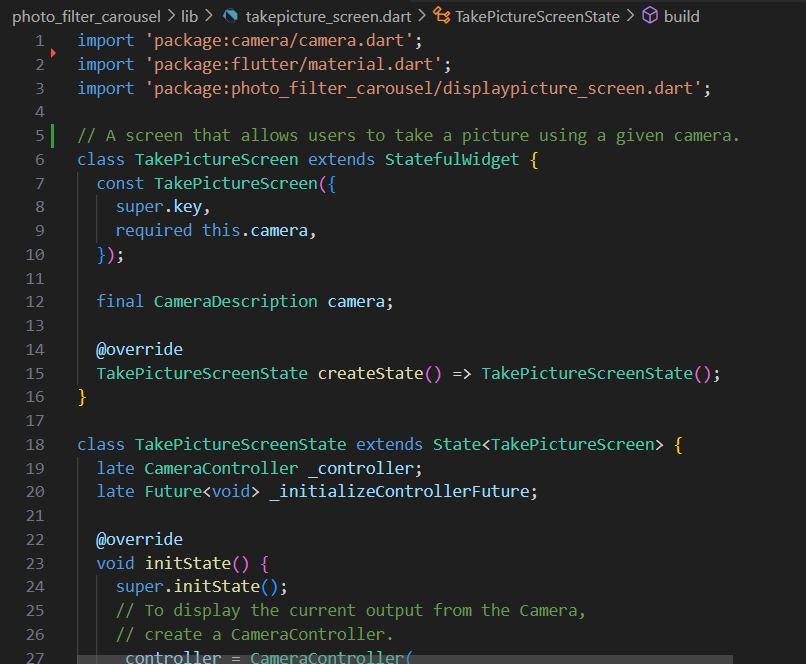 photo_filter_carousel > lib > takepicture_screen.dart > TakePictureScreenState > build
1 import 'package:camera/camera.dart';
2 import 'package:flutter/material.dart';
3 import 'package:photo_filter_carousel/displaypicture_screen.dart';
4
5 // A screen that allows users to take a picture using a given camera.
6 class TakePictureScreen extends StatefulWidget {
7   const TakePictureScreen({
8     super.key,
9     required this.camera,
10   });
11
12   final CameraDescription camera;
13
14   @override
15   TakePictureScreenState createState() => TakePictureScreenState();
16 }
17
18 class TakePictureScreenState extends State<TakePictureScreen> {
19   late CameraController _controller;
20   late Future<void> _initializeControllerFuture;
21
22   @override
23   void initState() {
24     super.initState();
25     // To display the current output from the Camera,
26     // create a CameraController.
27     _controller = CameraController(